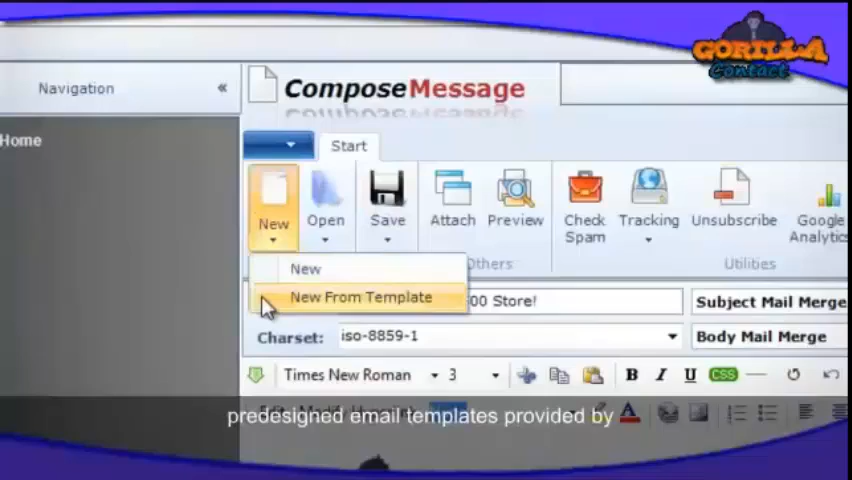 GORILLA
Contact
Navigation «
ComposeMessage
Home
Start
New
Open
Save
Attach
Preview
Check
Spam
Tracking
Unsubscribe
Google
Analytic
New
Others
Utilities
New From Template
00 Store!
Subject Mail Merge
Charset: iso-8859-1
Body Mail Merge
Times New Roman 3 B I U CSS
predesigned email templates provided by